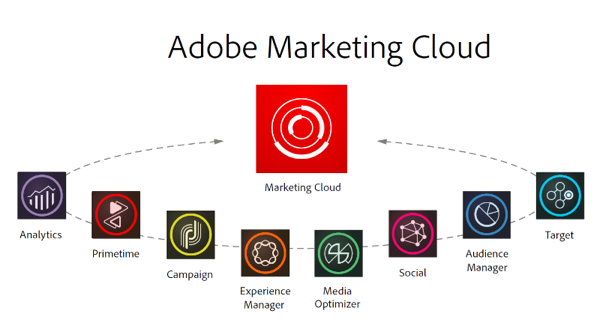 Adobe Marketing Cloud
Marketing Cloud
Analytics
Primetime
Campaign
Experience
Manager
Media
Optimizer
Social
Audience
Manager
Target